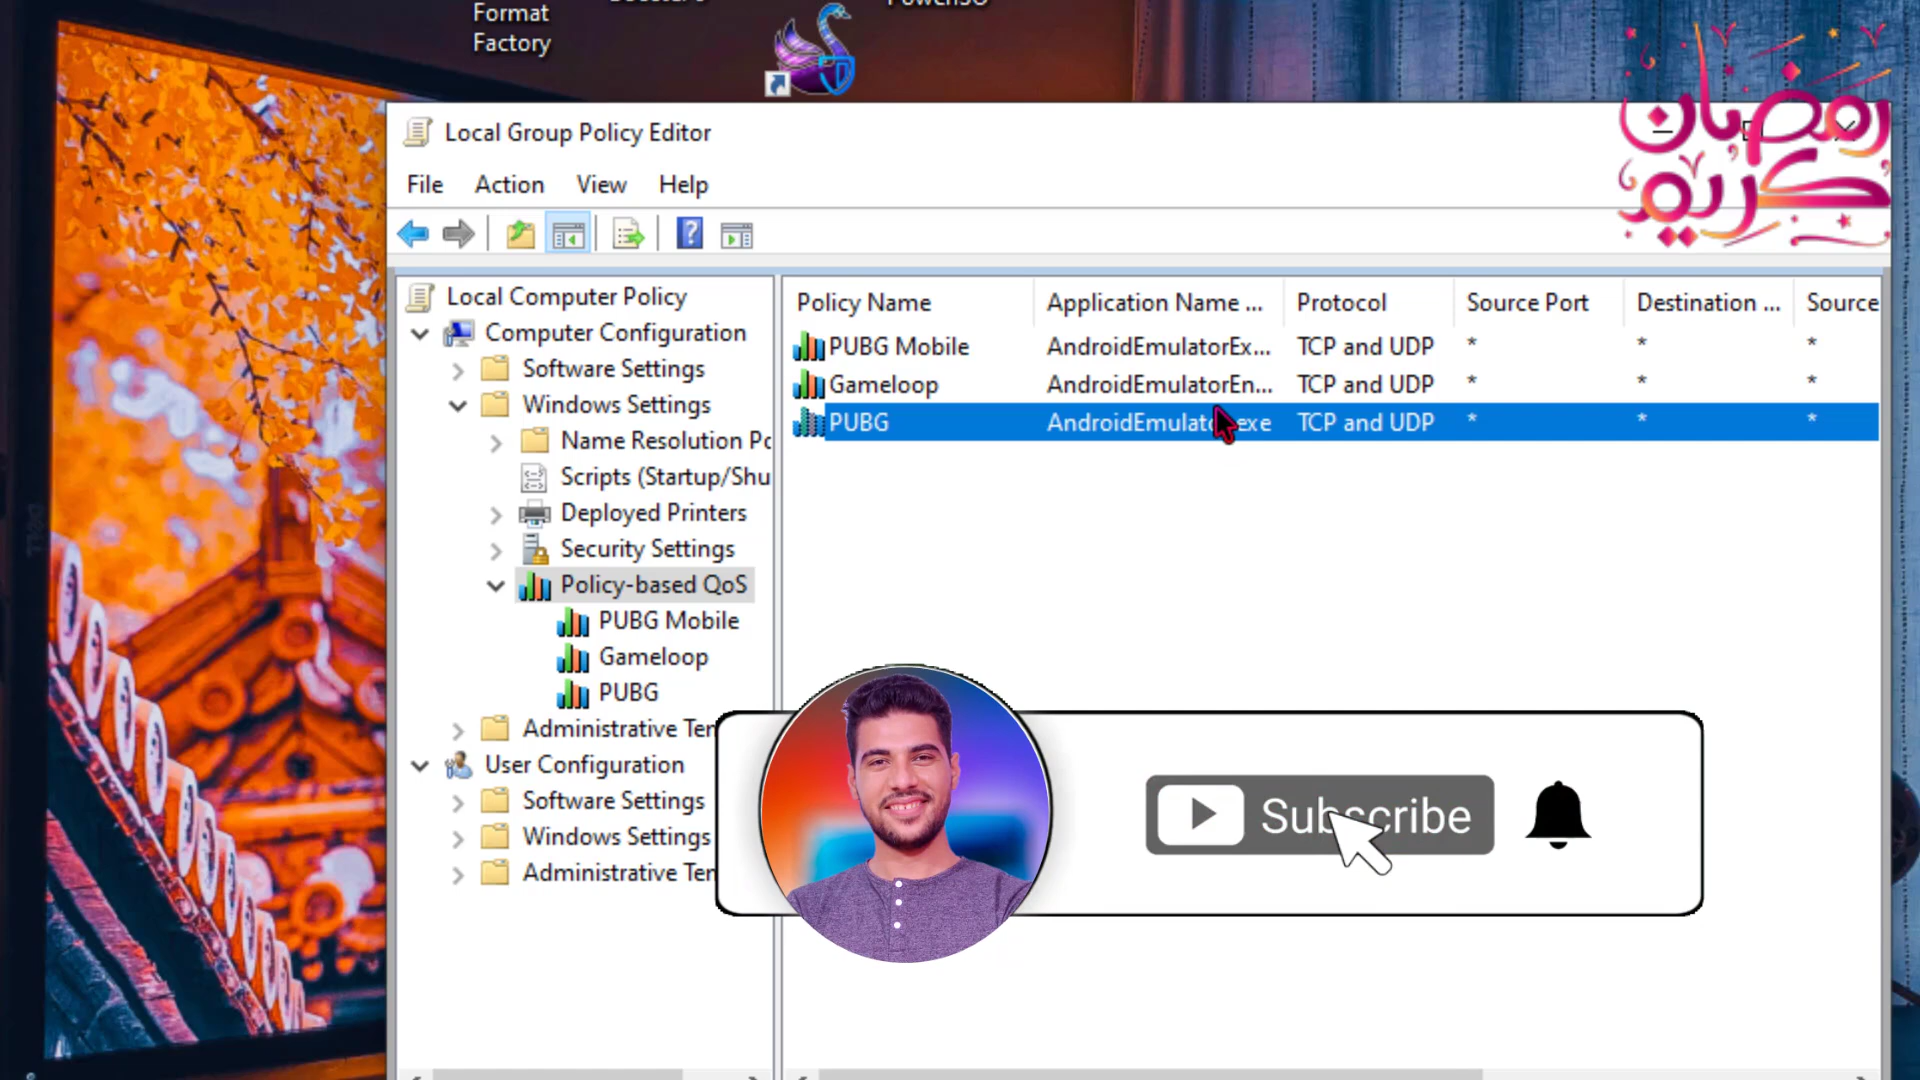 Format
Factory
رمضان
كريم
Local Group Policy Editor
File Action View Help
Local Computer Policy
Computer Configuration
Software Settings
Windows Settings
Name Resolution Pc
Scripts (Startup/Shu
Deployed Printers
Security Settings
Policy-based QoS
PUBG Mobile
Gameloop
PUBG
Administrative Ten
User Configuration
Software Settings
Windows Settings
Administrative Ten
Policy Name Application Name ... Protocol Source Port Destination ... Source
PUBG Mobile AndroidEmulatorEx... TCP and UDP * * *
Gameloop AndroidEmulatorEn... TCP and UDP * * *
PUBG TCP and UDP * * *
Subscribe